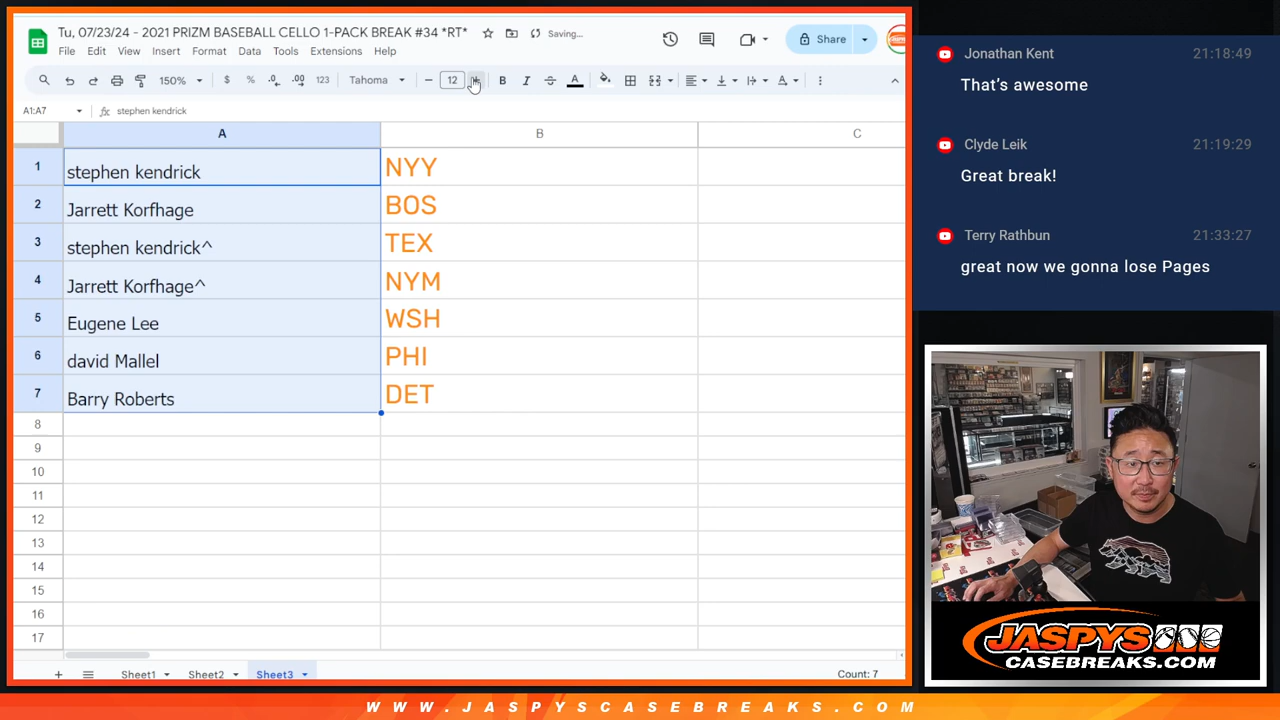 Tu, 07/23/24 - 2021 PRIZM BASEBALL CELLO 1-PACK BREAK #34 *RT*
Saving...
File Edit View Insert Format Data Tools Extensions Help
Share
150% $ % .0 .00 123 Tahoma 12 B I S A
A1:A7 fx stephen kendrick
A B C
1 stephen kendrick NYY
2 Jarrett Korfhage BOS
3 stephen kendrick^ TEX
4 Jarrett Korfhage^ NYM
5 Eugene Lee WSH
6 david Mallel PHI
7 Barry Roberts DET
8
9
10
11
12
13
14
15
16
17
Sheet1 Sheet2 Sheet3 Count: 7
Jonathan Kent 21:18:49
That's awesome
Clyde Leik 21:19:29
Great break!
Terry Rathbun 21:33:27
great now we gonna lose Pages
JASPYS
CASEBREAKS.COM
WWW.JASPYSCASEBREAKS.COM